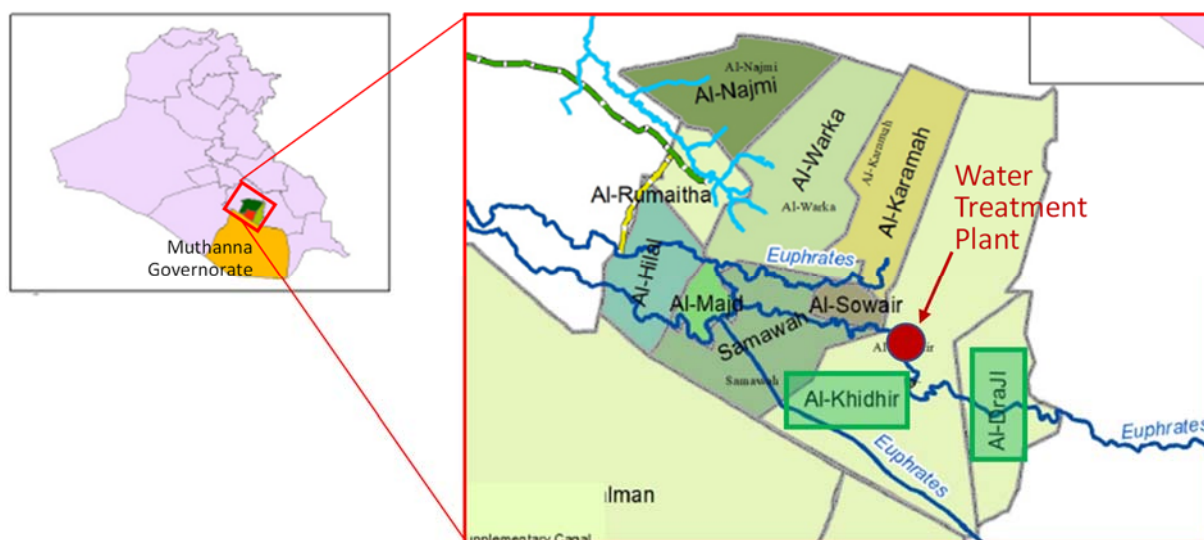 Muthanna
Governorate
Al-Najmi
Al-Najmi
Al-Warka
Al-Warka
Al-Karamah
Al-Karamah
Al-Rumaitha
Water
Treatment
Plant
Euphrates
Al-Hilal
Al-Majd
Al-Sowair
Samawah
Samawah
Al-Khidhir
Al-DraJI
Euphrates
Euphrates
lman